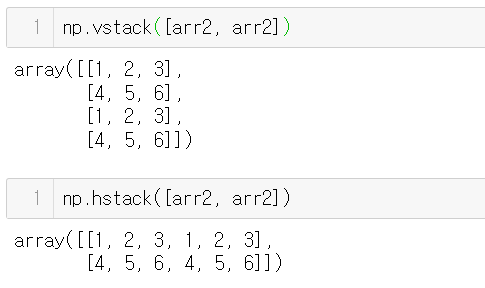 1 np.vstack([arr2, arr2])
array([[1, 2, 3],
       [4, 5, 6],
       [1, 2, 3],
       [4, 5, 6]])
1 np.hstack([arr2, arr2])
array([[1, 2, 3, 1, 2, 3],
       [4, 5, 6, 4, 5, 6]])